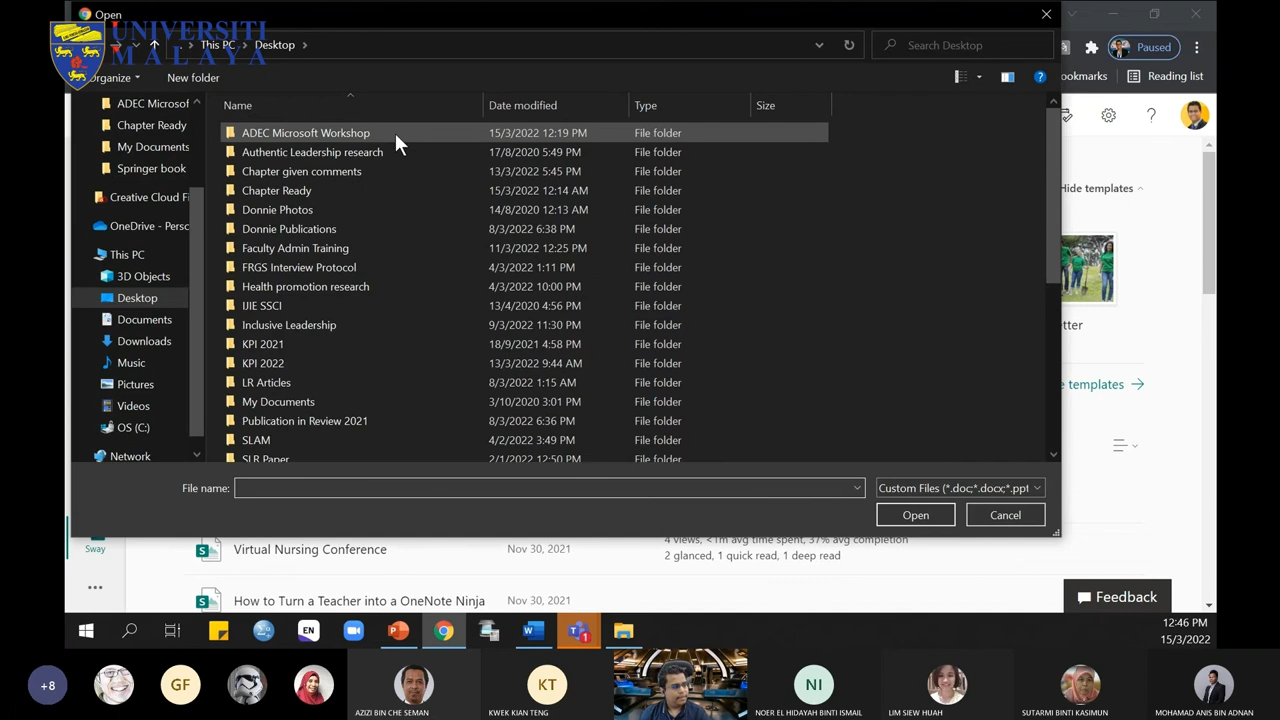 Open
UNIVERSITI
MALAYA
This PC
Desktop
Search Desktop
Paused
Organize
New folder
ookmarks
Reading list
ADEC Microsof
Chapter Ready
My Documents
Springer book
Creative Cloud Fi
OneDrive - Perso
This PC
3D Objects
Desktop
Documents
Downloads
Music
Pictures
Videos
OS (C:)
Network
Name Date modified Type Size
ADEC Microsoft Workshop 15/3/2022 12:19 PM File folder
Authentic Leadership research 17/8/2020 5:49 PM File folder
Chapter given comments 13/3/2022 5:45 PM File folder
Chapter Ready 15/3/2022 12:14 AM File folder
Donnie Photos 14/8/2020 12:13 AM File folder
Donnie Publications 8/3/2022 6:38 PM File folder
Faculty Admin Training 11/3/2022 12:25 PM File folder
FRGS Interview Protocol 4/3/2022 1:11 PM File folder
Health promotion research 4/3/2022 10:00 PM File folder
IJIE SSCI 13/4/2020 4:56 PM File folder
Inclusive Leadership 9/3/2022 11:30 PM File folder
KPI 2021 18/9/2021 4:58 PM File folder
KPI 2022 13/3/2022 9:44 AM File folder
LR Articles 8/3/2022 1:15 AM File folder
My Documents 3/10/2020 3:01 PM File folder
Publication in Review 2021 8/3/2022 6:36 PM File folder
SLAM 4/2/2022 3:49 PM File folder
SLR Paper 2/1/2022 12:50 PM File folder
Hide templates
etter
e templates
File name:
Custom Files (*.doc;*.docx;*.ppt
Open
Cancel
Sway
Virtual Nursing Conference Nov 30, 2021
4 views, <1m avg time spent, 37% avg completion
2 glanced, 1 quick read, 1 deep read
How to Turn a Teacher into a OneNote Ninja Nov 30, 2021
Feedback
EN
1
12:46 PM
15/3/2022
+8
GF
KT
NI
AZIZI BIN CHE SEMAN
KWEK KIAN TENG
NOER EL HIDAYAH BINTI ISMAIL
LIM SIEW HUAH
SUTARMI BINTI KASIMUN
MOHAMAD ANIS BIN ADNAN